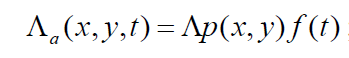 Λₐ(x,y,t) = Λp(x,y)f(t)